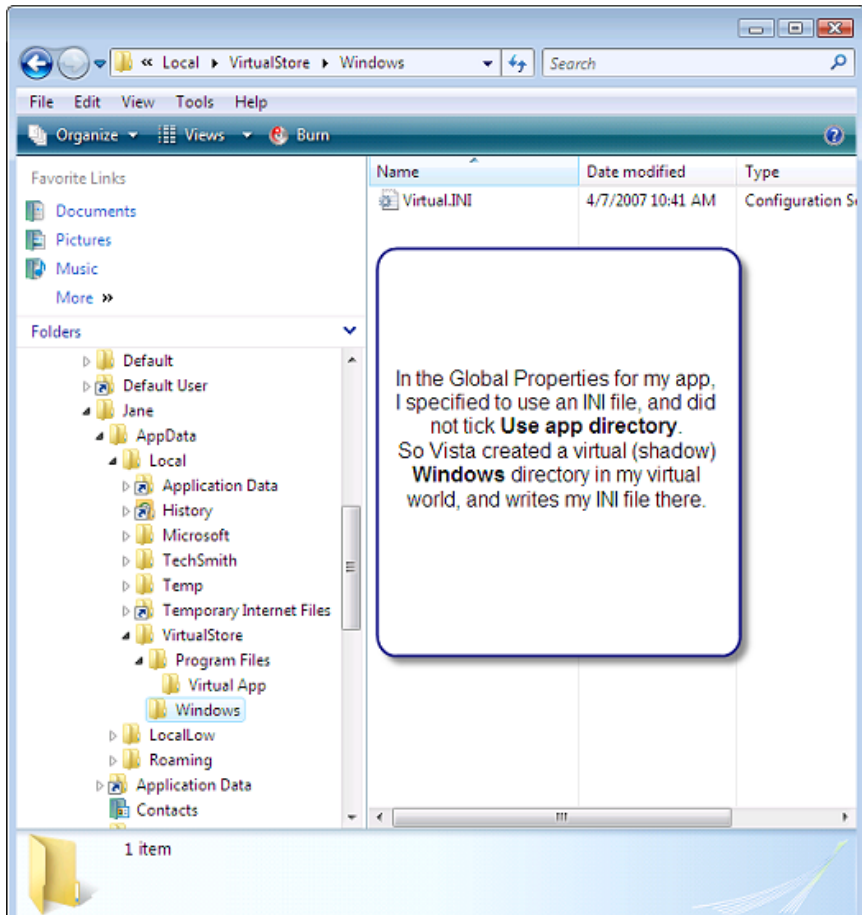 « Local ▸ VirtualStore ▸ Windows
Search
File Edit View Tools Help
Organize Views Burn
Favorite Links
Documents
Pictures
Music
More »
Folders
Default
Default User
Jane
AppData
Local
Application Data
History
Microsoft
TechSmith
Temp
Temporary Internet Files
VirtualStore
Program Files
Virtual App
Windows
LocalLow
Roaming
Application Data
Contacts
Name Date modified Type
Virtual.INI 4/7/2007 10:41 AM Configuration Se
In the Global Properties for my app,
I specified to use an INI file, and did
not tick Use app directory.
So Vista created a virtual (shadow)
Windows directory in my virtual
world, and writes my INI file there.
1 item